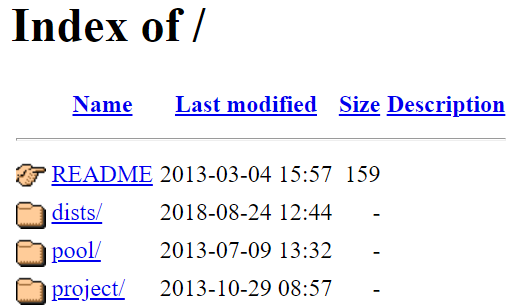 Index of /
Name Last modified Size Description
README 2013-03-04 15:57 159
dists/ 2018-08-24 12:44 -
pool/ 2013-07-09 13:32 -
project/ 2013-10-29 08:57 -